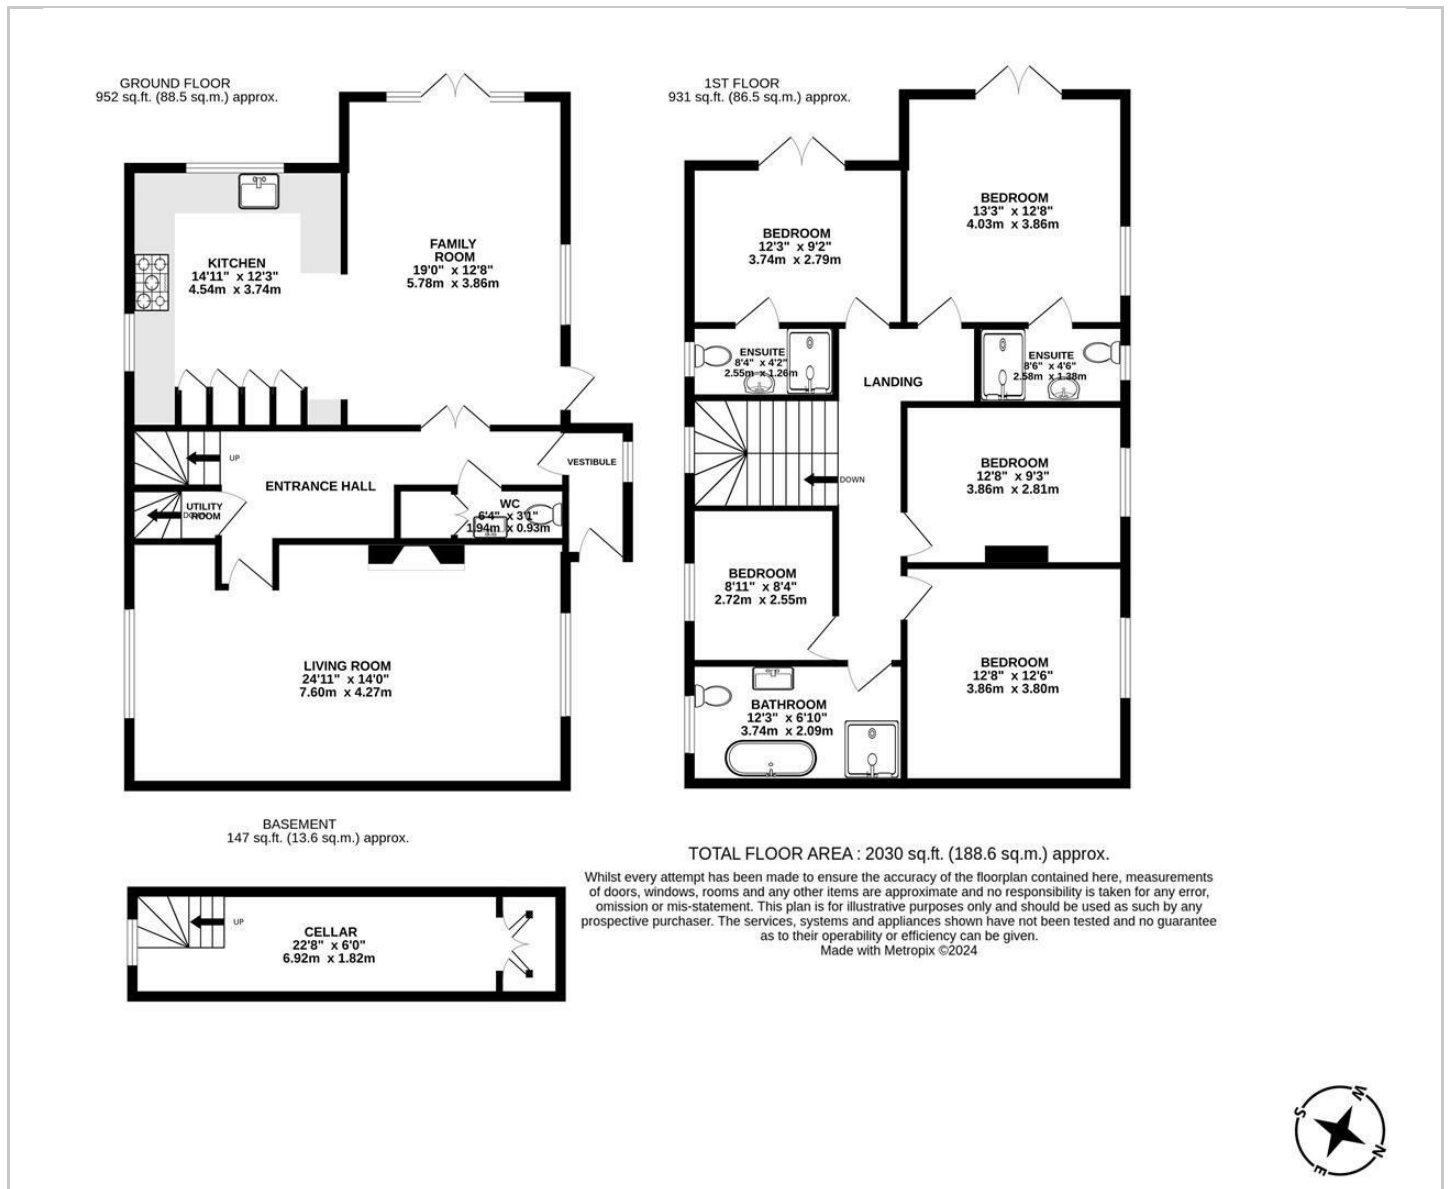 GROUND FLOOR
952 sq.ft. (88.5 sq.m.) approx.
KITCHEN
14'11" x 12'3"
4.54m x 3.74m
FAMILY
ROOM
19'0" x 12'8"
5.78m x 3.86m
UP
ENTRANCE HALL
VESTIBULE
UTILITY
ROOM
WC
6'4" x 3'1"
1.94m x 0.93m
LIVING ROOM
24'11" x 14'0"
7.60m x 4.27m
1ST FLOOR
931 sq.ft. (86.5 sq.m.) approx.
BEDROOM
12'3" x 9'2"
3.74m x 2.79m
BEDROOM
13'3" x 12'8"
4.03m x 3.86m
ENSUITE
8'4" x 4'2"
2.55m x 1.26m
LANDING
ENSUITE
8'6" x 4'6"
2.58m x 1.38m
DOWN
BEDROOM
12'8" x 9'3"
3.86m x 2.81m
BEDROOM
8'11" x 8'4"
2.72m x 2.55m
BEDROOM
12'8" x 12'6"
3.86m x 3.80m
BATHROOM
12'3" x 6'10"
3.74m x 2.09m
BASEMENT
147 sq.ft. (13.6 sq.m.) approx.
UP
CELLAR
22'8" x 6'0"
6.92m x 1.82m
TOTAL FLOOR AREA : 2030 sq.ft. (188.6 sq.m.) approx.
Whilst every attempt has been made to ensure the accuracy of the floorplan contained here, measurements
of doors, windows, rooms and any other items are approximate and no responsibility is taken for any error,
omission or mis-statement. This plan is for illustrative purposes only and should be used as such by any
prospective purchaser. The services, systems and appliances shown have not been tested and no guarantee
as to their operability or efficiency can be given.
Made with Metropix ©2024
W
S
N
E